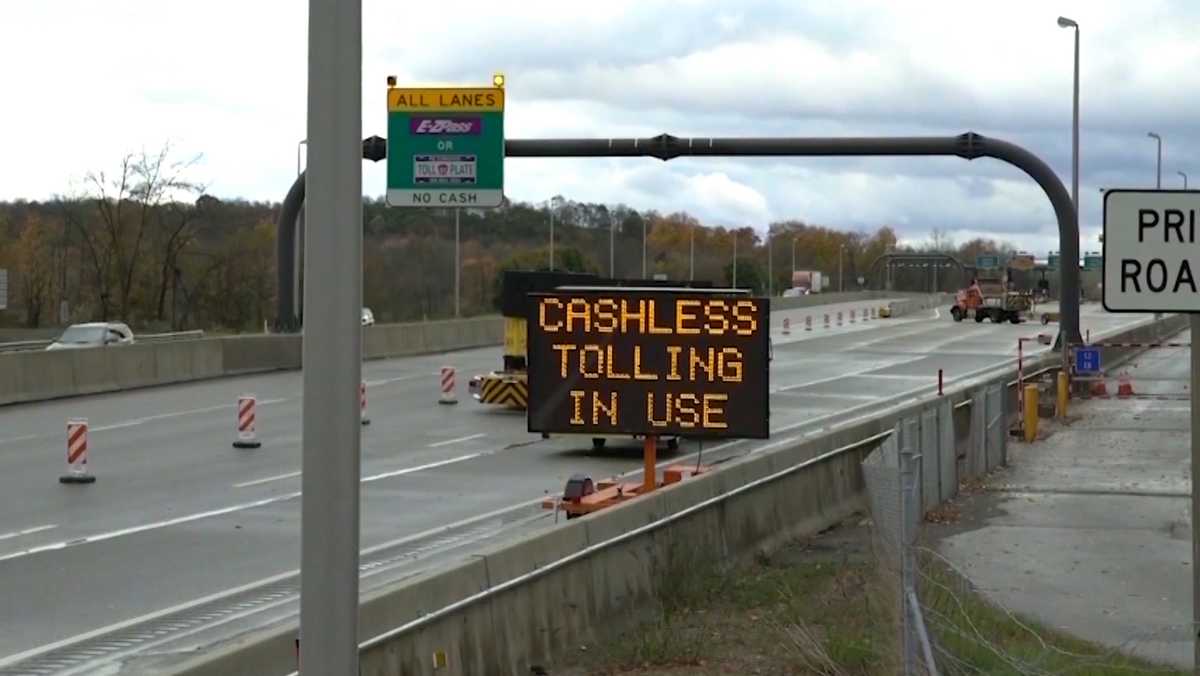 ALL LANES
E-ZPass
OR
TOLL BY PLATE
NO CASH
CASHLESS
TOLLING
IN USE
PRI
ROA